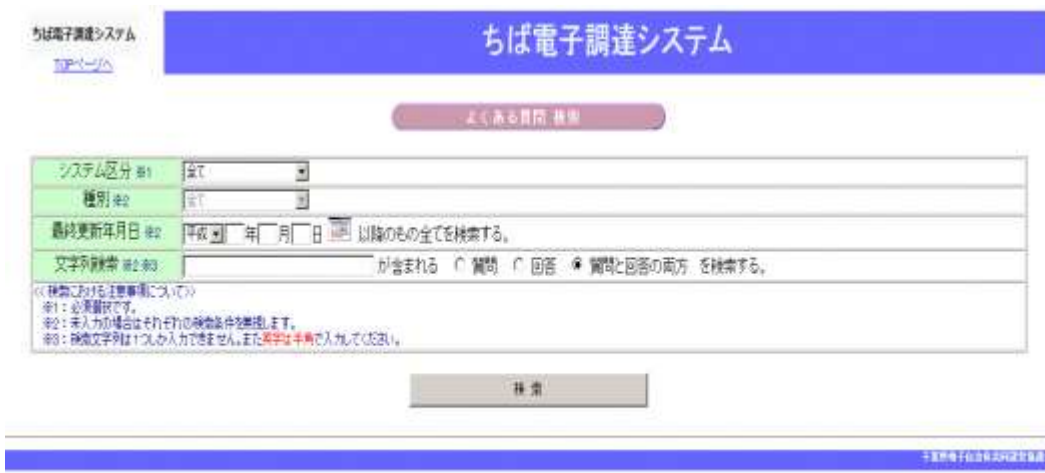 ちば電子調達システム
TOPページへ
ちば電子調達システム
よくある質問 検索
システム区分 ※1 全て
種別 ※2 全て
最終更新年月日 ※2 平成 年 月 日 以降のもの全てを検索する。
文字列検索 ※2 ※3 が含まれる 質問 回答 質問と回答の両方 を検索する。
<<検索における注意事項について>>
※1：必須選択です。
※2：未入力の場合はそれぞれの検索条件を無視します。
※3：検索文字列は1つしか入力できません。また英字は半角で入力してください。
検 索